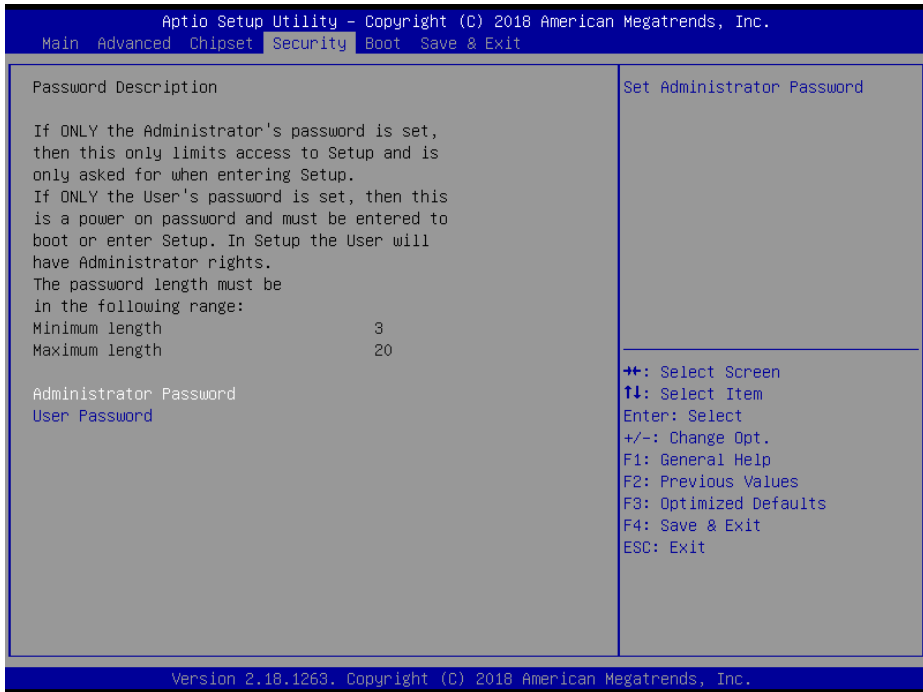 Aptio Setup Utility – Copyright (C) 2018 American Megatrends, Inc.
Main Advanced Chipset Security Boot Save & Exit
Password Description
If ONLY the Administrator's password is set,
then this only limits access to Setup and is
only asked for when entering Setup.
If ONLY the User's password is set, then this
is a power on password and must be entered to
boot or enter Setup. In Setup the User will
have Administrator rights.
The password length must be
in the following range:
Minimum length 3
Maximum length 20
Administrator Password
User Password
Set Administrator Password
→←: Select Screen
↑↓: Select Item
Enter: Select
+/-: Change Opt.
F1: General Help
F2: Previous Values
F3: Optimized Defaults
F4: Save & Exit
ESC: Exit
Version 2.18.1263. Copyright (C) 2018 American Megatrends, Inc.